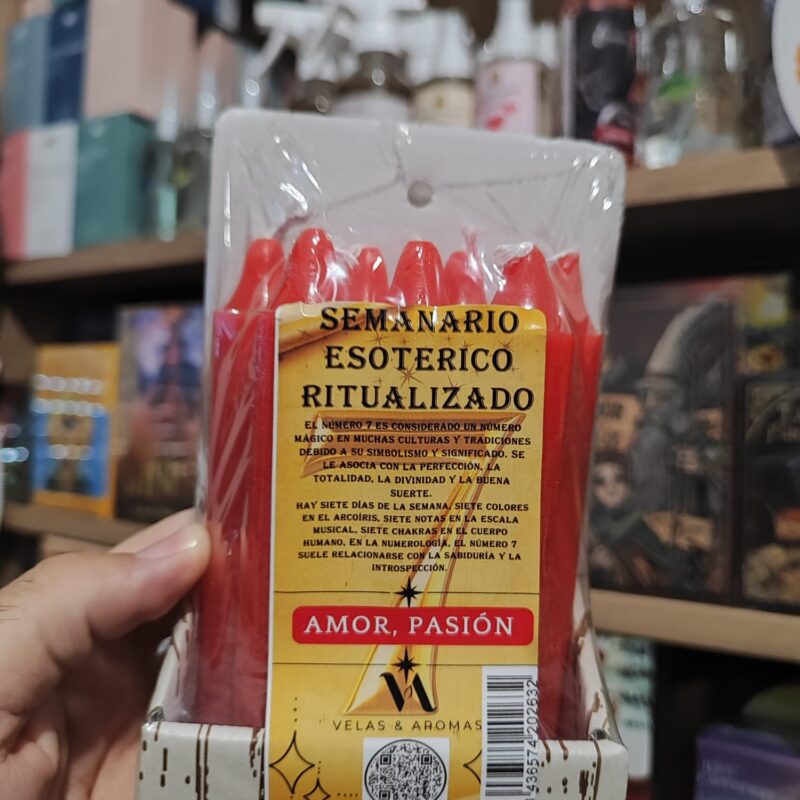 SEMANARIO
ESOTERICO
RITUALIZADO
EL NÚMERO 7 ES CONSIDERADO UN NÚMERO
MÁGICO EN MUCHAS CULTURAS Y TRADICIONES
DEBIDO A SU SIMBOLISMO Y SIGNIFICADO. SE
LE ASOCIA CON LA PERFECCIÓN, LA
TOTALIDAD, LA DIVINIDAD Y LA BUENA
SUERTE.
HAY SIETE DÍAS DE LA SEMANA, SIETE COLORES
EN EL ARCOÍRIS, SIETE NOTAS EN LA ESCALA
MUSICAL, SIETE CHAKRAS EN EL CUERPO
HUMANO, EN LA NUMEROLOGÍA, EL NÚMERO 7
SUELE RELACIONARSE CON LA SABIDURÍA Y LA
INTROSPECCIÓN.
AMOR, PASIÓN
VELAS & AROMAS